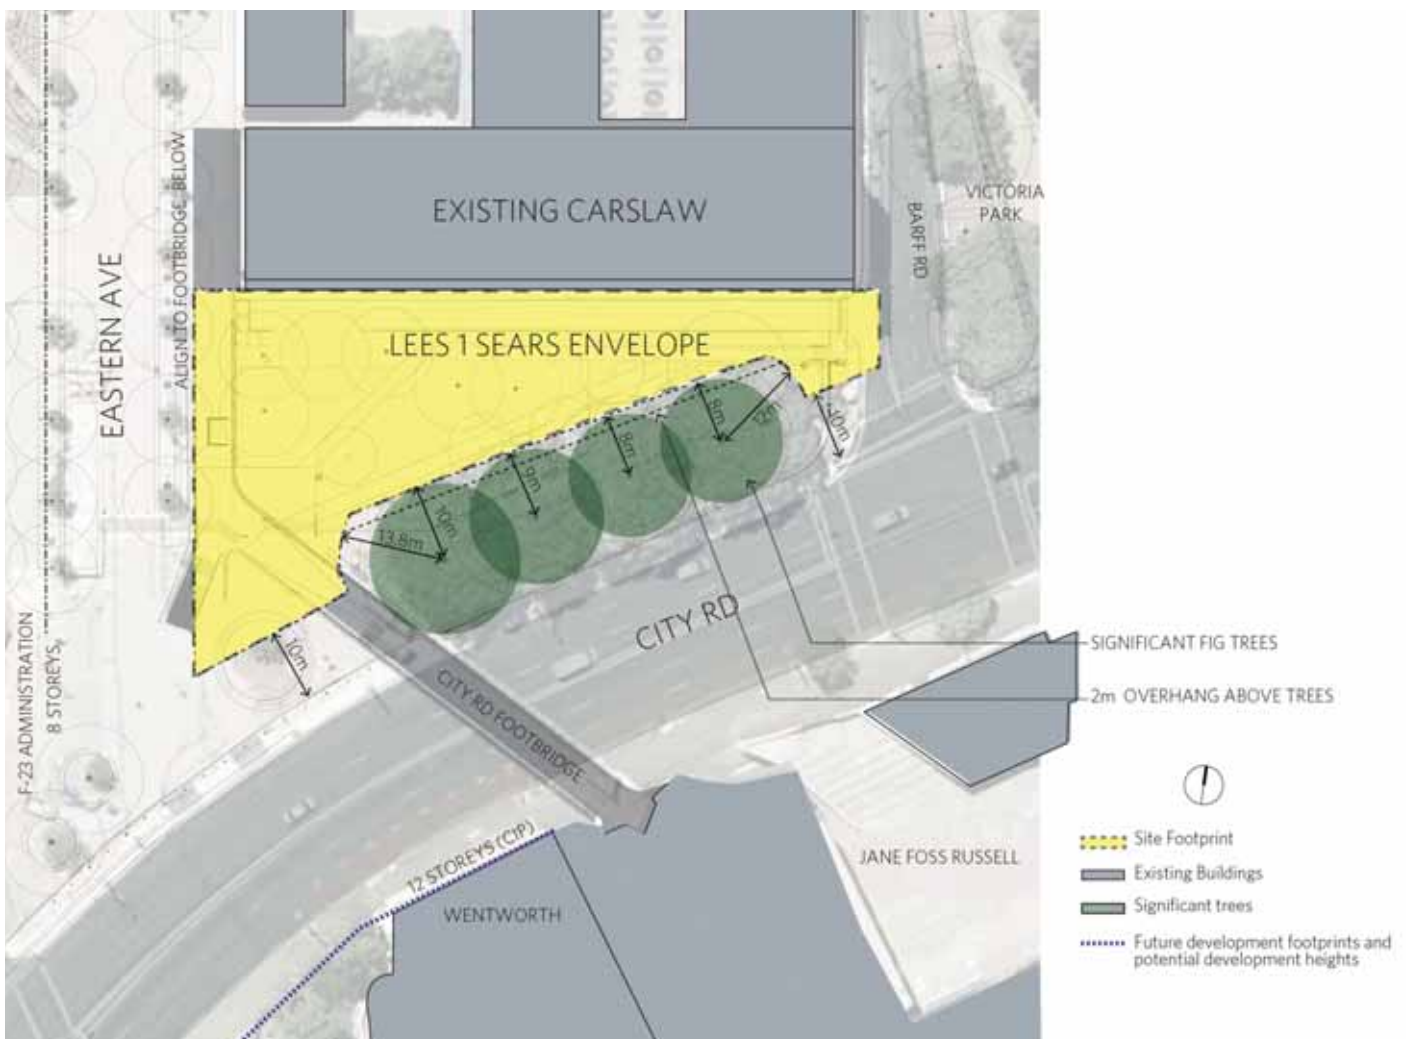 EXISTING CARSLAW
VICTORIA
PARK
BARFF RD
ALIGN TO FOOTBRIDGE BELOW
EASTERN AVE
LEES 1 SEARS ENVELOPE
8m
12m
10m
8m
9m
10m
13.8m
10m
CITY RD
CITY RD FOOTBRIDGE
F-23 ADMINISTRATION
8 STOREYS
SIGNIFICANT FIG TREES
2m OVERHANG ABOVE TREES
12 STOREYS (CIP)
WENTWORTH
JANE FOSS RUSSELL
Site Footprint
Existing Buildings
Significant trees
Future development footprints and
potential development heights